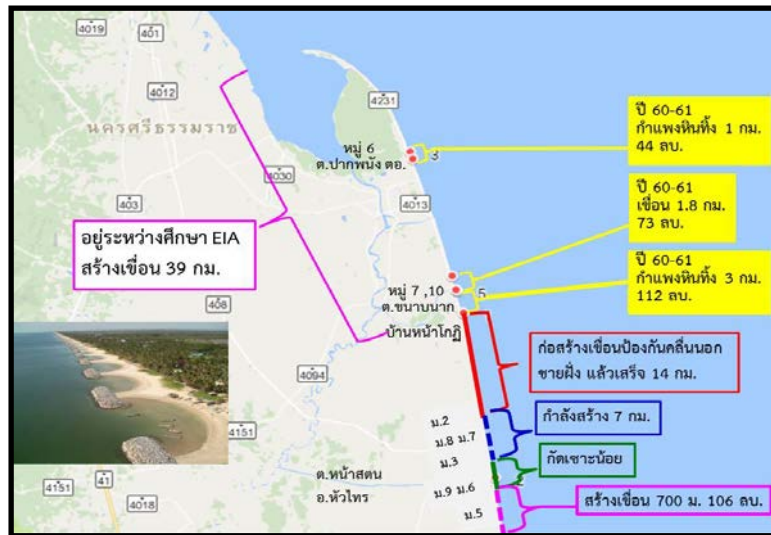 4019
401
4012
นครศรีธรรมราช
403
4231
หมู่ 6
ต.ปากพนัง ตอ.
3
4030
4013
ปี 60-61
กำแพงหินทิ้ง 1 กม.
44 ลบ.
ปี 60-61
เขื่อน 1.8 กม.
73 ลบ.
ปี 60-61
กำแพงหินทิ้ง 3 กม.
112 ลบ.
อยู่ระหว่างศึกษา EIA
สร้างเขื่อน 39 กม.
408
หมู่ 7 ,10
5
ต.ขนาบนาก
บ้านหน้าโกฏิ
ก่อสร้างเขื่อนป้องกันคลื่นนอก
ชายฝั่ง แล้วเสร็จ 14 กม.
4094
4151
ม.2
ม.8 ม.7
ม.3
กำลังสร้าง 7 กม.
กัดเซาะน้อย
ต.หน้าสตน
อ.หัวไทร
ม.9 ม.6
ม.5
สร้างเขื่อน 700 ม. 106 ลบ.
4151
41
4018